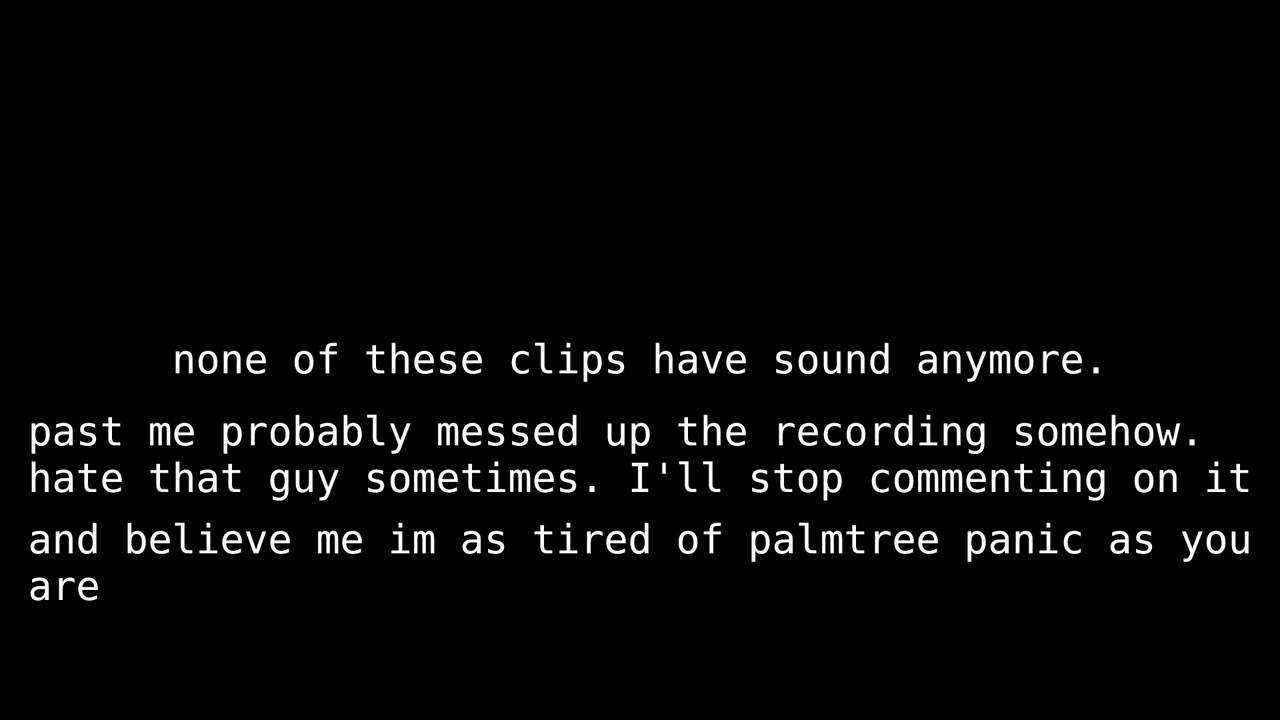 none of these clips have sound anymore.
past me probably messed up the recording somehow.
hate that guy sometimes. I'll stop commenting on it
and believe me im as tired of palmtree panic as you
are